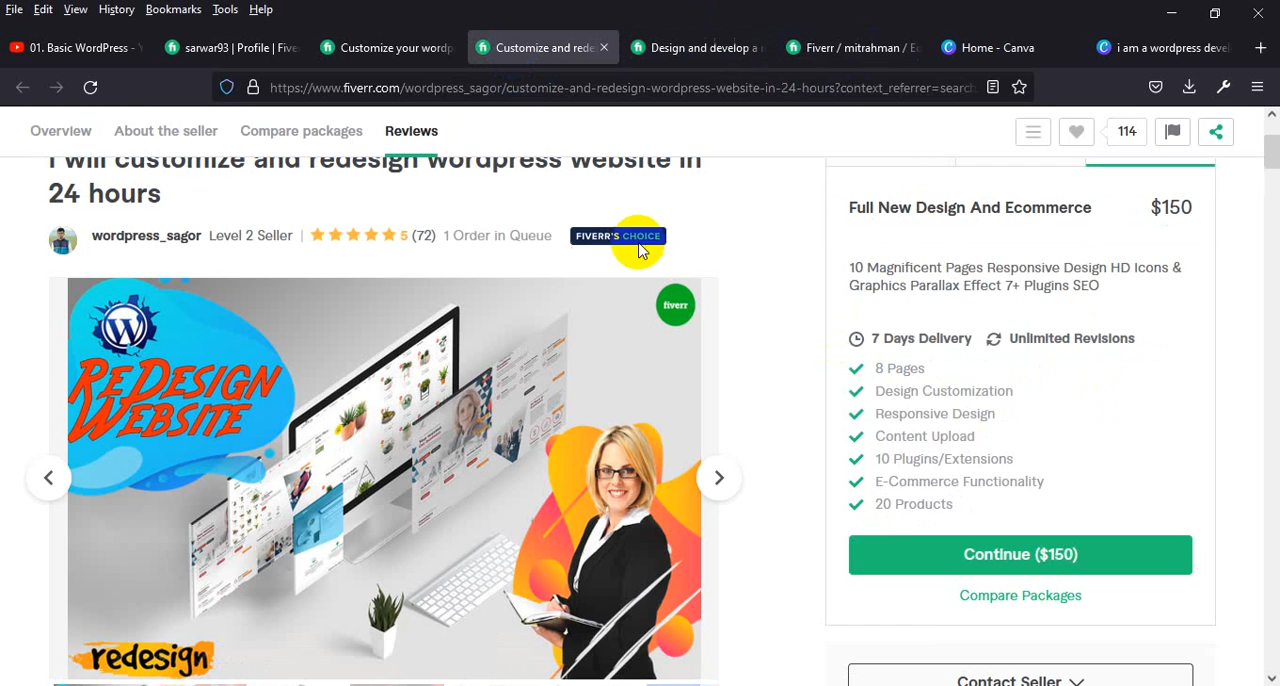 File Edit View History Bookmarks Tools Help
01. Basic WordPress -
sarwar93 | Profile | Five
Customize your wordp
Customize and rede
Design and develop a
Fiverr / mitrahman / E
Home - Canva
i am a wordpress deve
https://www.fiverr.com/wordpress_sagor/customize-and-redesign-wordpress-website-in-24-hours?context_referrer=searc
Overview About the seller Compare packages Reviews
114
I will customize and redesign wordpress website in
24 hours
wordpress_sagor Level 2 Seller | 5 (72) 1 Order in Queue FIVERR'S CHOICE
fiverr
ReDesign
Website
redesign
Full New Design And Ecommerce $150
10 Magnificent Pages Responsive Design HD Icons &
Graphics Parallax Effect 7+ Plugins SEO
7 Days Delivery Unlimited Revisions
8 Pages
Design Customization
Responsive Design
Content Upload
10 Plugins/Extensions
E-Commerce Functionality
20 Products
Continue ($150)
Compare Packages
Contact Seller